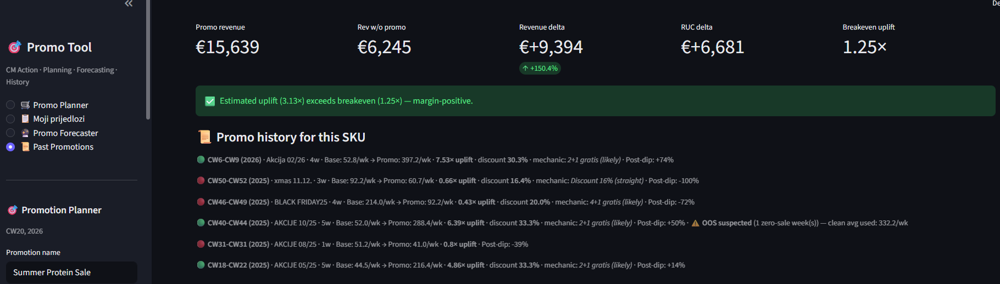 Promo Tool
CM Action · Planning · Forecasting ·
History
Promo Planner
Moji prijedlozi
Promo Forecaster
Past Promotions
Promotion Planner
CW20, 2026
Promotion name
Summer Protein Sale
De
Promo revenue
€15,639
Rev w/o promo
€6,245
Revenue delta
€+9,394
↑ +150.4%
RUC delta
€+6,681
Breakeven uplift
1.25×
Estimated uplift (3.13×) exceeds breakeven (1.25×) — margin-positive.
Promo history for this SKU
CW6-CW9 (2026) · Akcija 02/26 · 4w · Base: 52.8/wk → Promo: 397.2/wk · 7.53× uplift · discount 30.3% · mechanic: 2+1 gratis (likely) · Post-dip: +74%
CW50-CW52 (2025) · xmas 11.12. · 3w · Base: 92.2/wk → Promo: 60.7/wk · 0.66× uplift · discount 16.4% · mechanic: Discount 16% (straight) · Post-dip: -100%
CW46-CW49 (2025) · BLACK FRIDAY25 · 4w · Base: 214.0/wk → Promo: 92.2/wk · 0.43× uplift · discount 20.0% · mechanic: 4+1 gratis (likely) · Post-dip: -72%
CW40-CW44 (2025) · AKCIJE 10/25 · 5w · Base: 52.0/wk → Promo: 288.4/wk · 6.39× uplift · discount 33.3% · mechanic: 2+1 gratis (likely) · Post-dip: +50% · ⚠ OOS suspected (1 zero-sale week(s)) — clean avg used: 332.2/wk
CW31-CW31 (2025) · AKCIJE 08/25 · 1w · Base: 51.2/wk → Promo: 41.0/wk · 0.8× uplift · Post-dip: -39%
CW18-CW22 (2025) · AKCIJE 05/25 · 5w · Base: 44.5/wk → Promo: 216.4/wk · 4.86× uplift · discount 33.3% · mechanic: 2+1 gratis (likely) · Post-dip: +14%